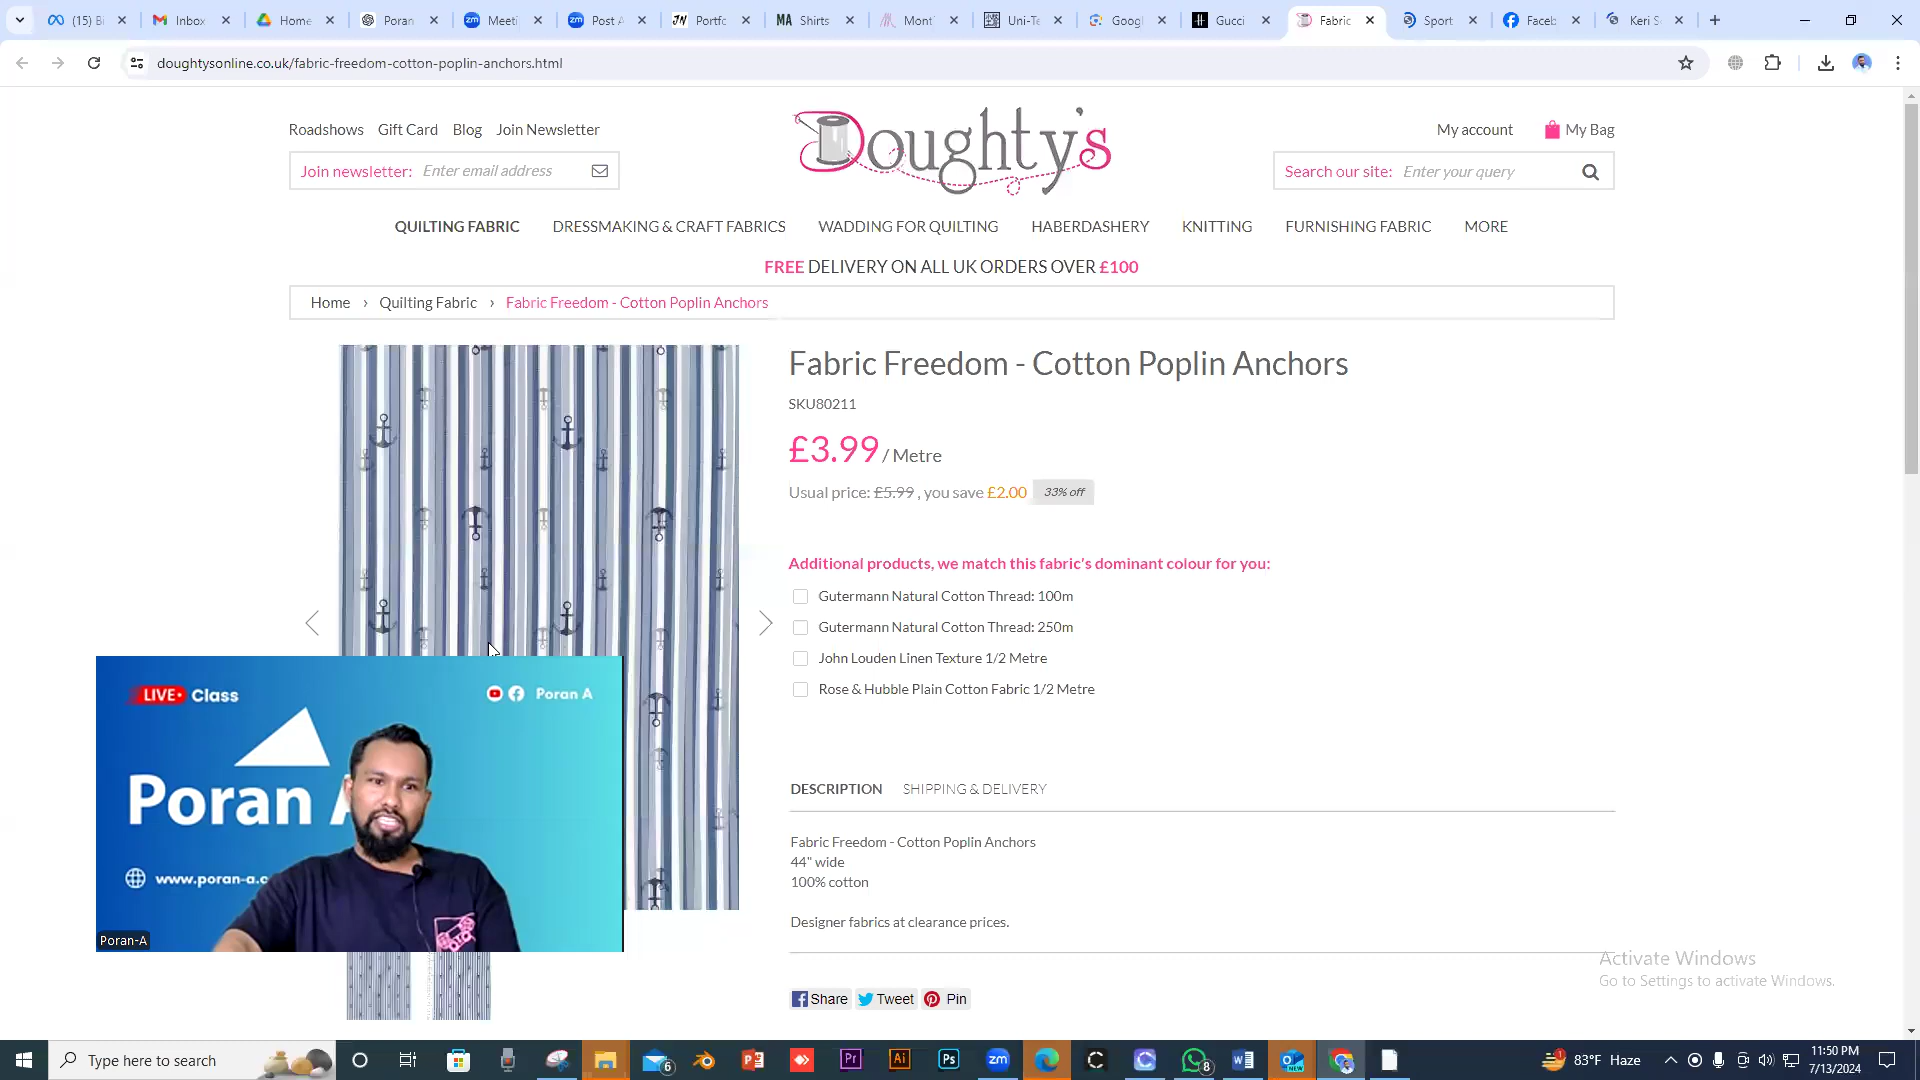 (15) Bi
Inbox
Home
Poran
Meeti
Post A
Portfo
Shirts
Mont
Uni-Te
Googl
Gucci
Fabric
Sport
Faceb
Keri S
doughtysonline.co.uk/fabric-freedom-cotton-poplin-anchors.html
Roadshows Gift Card Blog Join Newsletter
Join newsletter: Enter email address
Doughty's
My account My Bag
Search our site: Enter your query
QUILTING FABRIC DRESSMAKING & CRAFT FABRICS WADDING FOR QUILTING HABERDASHERY KNITTING FURNISHING FABRIC MORE
FREE DELIVERY ON ALL UK ORDERS OVER £100
Home › Quilting Fabric › Fabric Freedom - Cotton Poplin Anchors
Fabric Freedom - Cotton Poplin Anchors
SKU80211
£3.99 / Metre
Usual price: £5.99 , you save £2.00 33% off
Additional products, we match this fabric's dominant colour for you:
Gutermann Natural Cotton Thread: 100m
Gutermann Natural Cotton Thread: 250m
John Louden Linen Texture 1/2 Metre
Rose & Hubble Plain Cotton Fabric 1/2 Metre
DESCRIPTION SHIPPING & DELIVERY
Fabric Freedom - Cotton Poplin Anchors
44" wide
100% cotton
Designer fabrics at clearance prices.
Share Tweet Pin
LIVE Class
Poran A
Poran A
www.poran-a.c
Poran-A
Activate Windows
Go to Settings to activate Windows.
Type here to search
83°F Haze
11:50 PM
7/13/2024